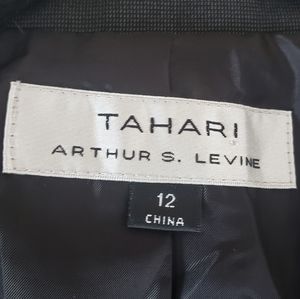 TAHARI
ARTHUR S. LEVINE
12
CHINA